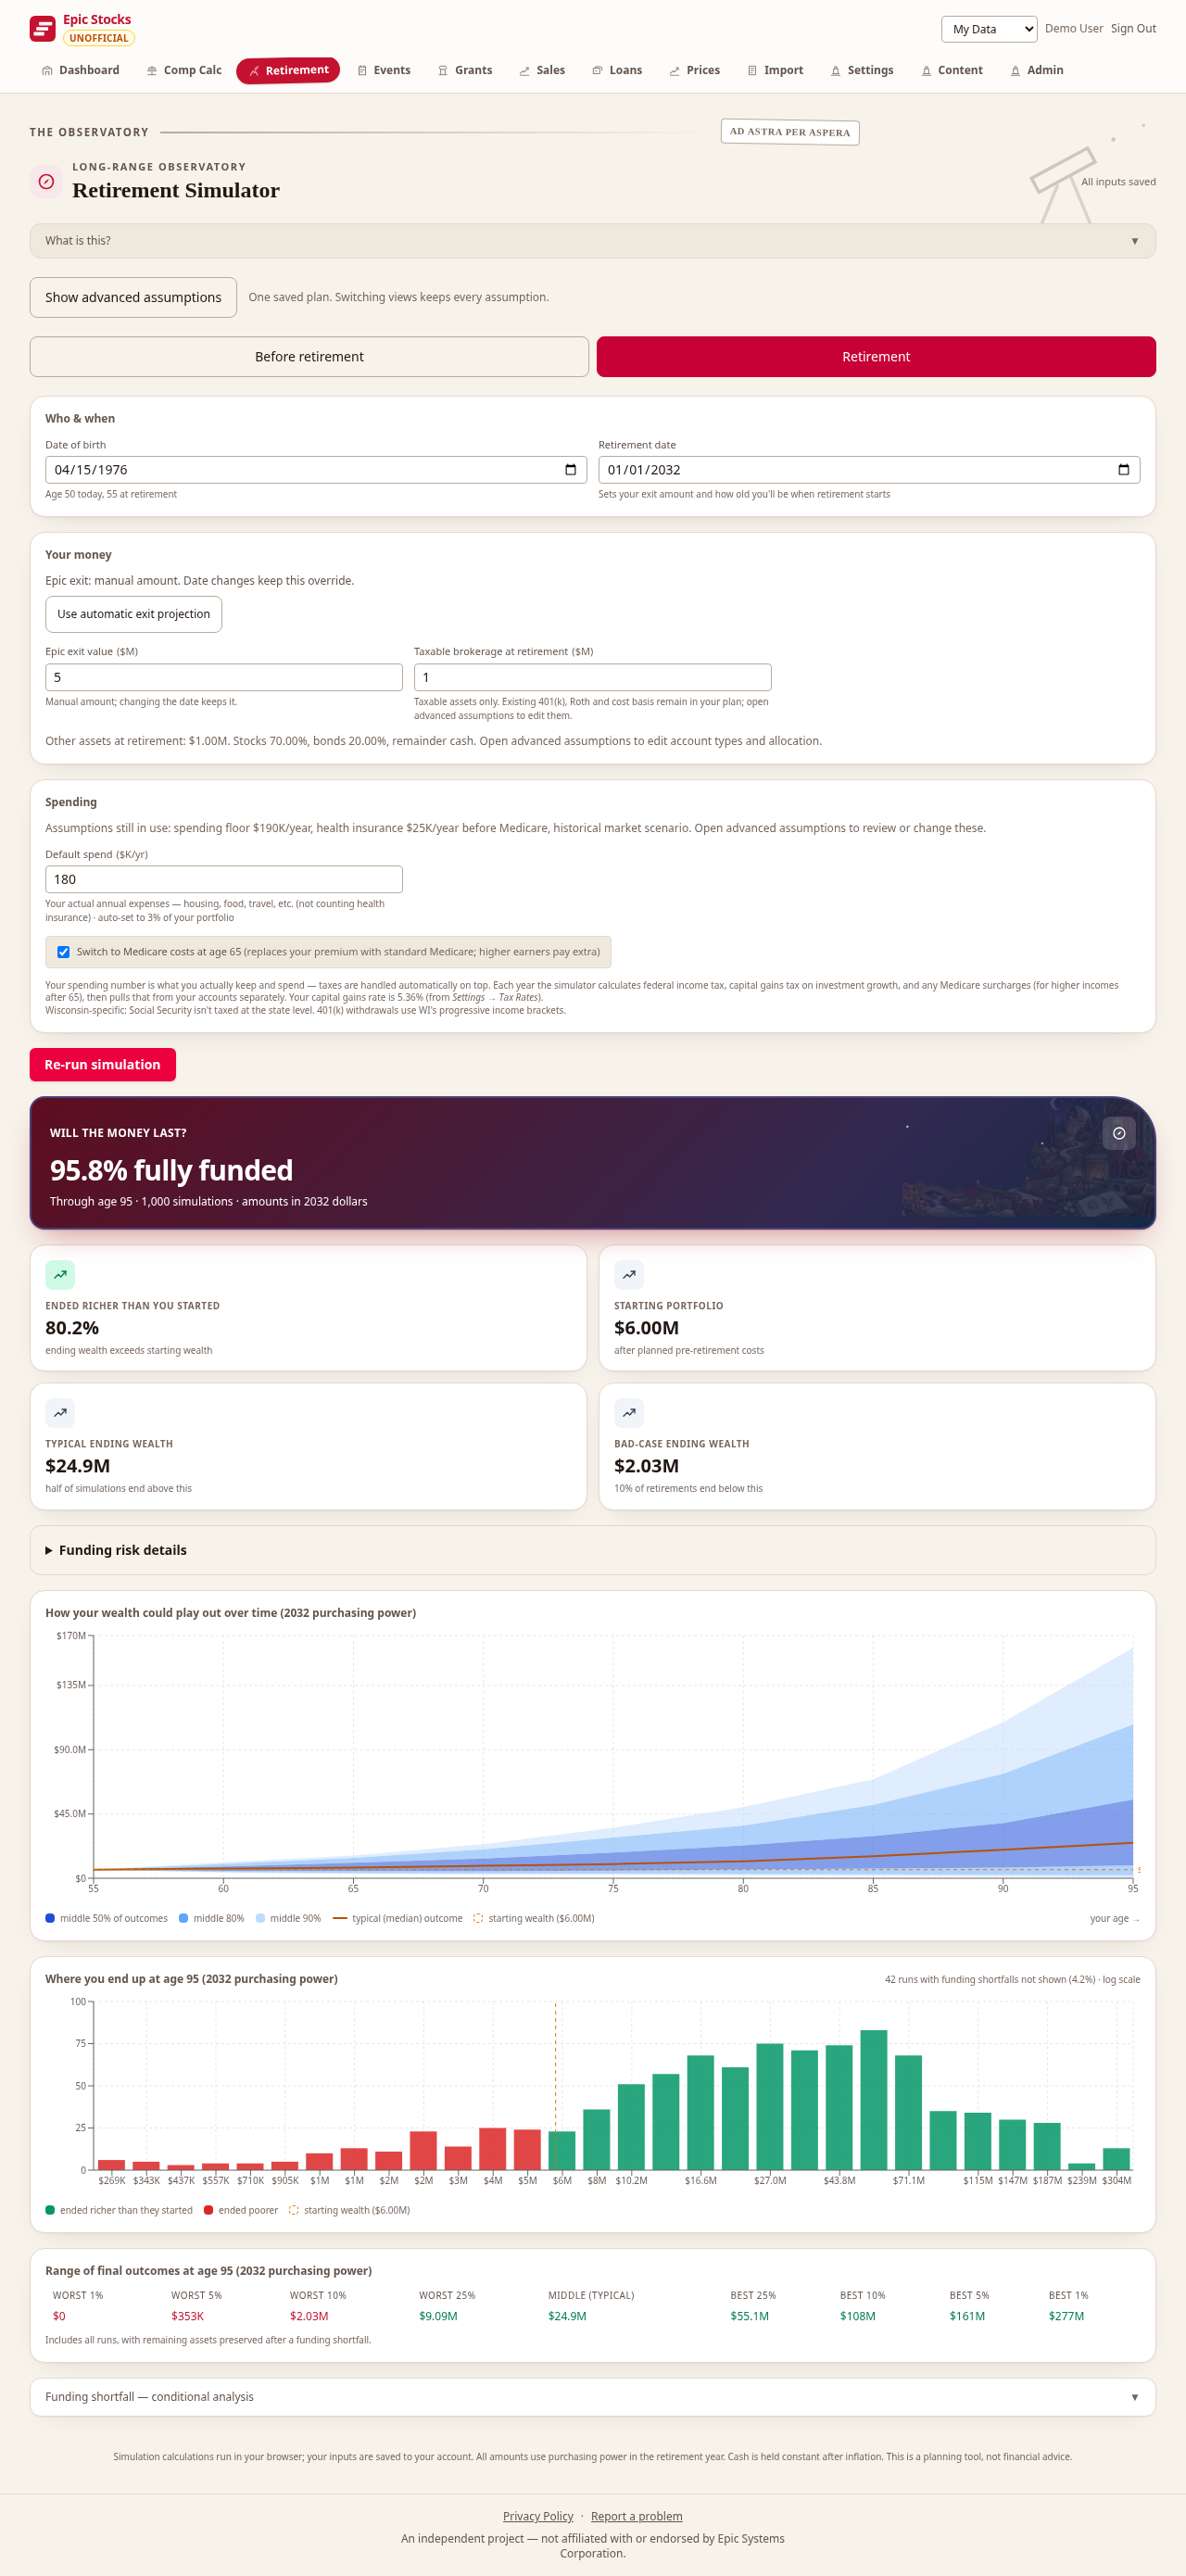 Epic Stocks
UNOFFICIAL
My Data
Demo User
Sign Out
Dashboard
Comp Calc
Retirement
Events
Grants
Sales
Loans
Prices
Import
Settings
Content
Admin
THE OBSERVATORY
AD ASTRA PER ASPERA
LONG-RANGE OBSERVATORY
Retirement Simulator
All inputs saved
What is this?
Show advanced assumptions
One saved plan. Switching views keeps every assumption.
Before retirement
Retirement
Who & when
Date of birth
Retirement date
04/15/1976
01/01/2032
Age 50 today, 55 at retirement
Sets your exit amount and how old you'll be when retirement starts
Your money
Epic exit: manual amount. Date changes keep this override.
Use automatic exit projection
Epic exit value ($M)
Taxable brokerage at retirement ($M)
5
1
Manual amount; changing the date keeps it.
Taxable assets only. Existing 401(k), Roth and cost basis remain in your plan; open
advanced assumptions to edit them.
Other assets at retirement: $1.00M. Stocks 70.00%, bonds 20.00%, remainder cash. Open advanced assumptions to edit account types and allocation.
Spending
Assumptions still in use: spending floor $190K/year, health insurance $25K/year before Medicare, historical market scenario. Open advanced assumptions to review or change these.
Default spend ($K/yr)
180
Your actual annual expenses — housing, food, travel, etc. (not counting health
insurance) · auto-set to 3% of your portfolio
Switch to Medicare costs at age 65 (replaces your premium with standard Medicare; higher earners pay extra)
Your spending number is what you actually keep and spend — taxes are handled automatically on top. Each year the simulator calculates federal income tax, capital gains tax on investment growth, and any Medicare surcharges (for higher incomes
after 65), then pulls that from your accounts separately. Your capital gains rate is 5.36% (from Settings → Tax Rates).
Wisconsin-specific: Social Security isn't taxed at the state level. 401(k) withdrawals use WI's progressive income brackets.
Re-run simulation
WILL THE MONEY LAST?
95.8% fully funded
Through age 95 · 1,000 simulations · amounts in 2032 dollars
ENDED RICHER THAN YOU STARTED
80.2%
ending wealth exceeds starting wealth
STARTING PORTFOLIO
$6.00M
after planned pre-retirement costs
TYPICAL ENDING WEALTH
$24.9M
half of simulations end above this
BAD-CASE ENDING WEALTH
$2.03M
10% of retirements end below this
Funding risk details
How your wealth could play out over time (2032 purchasing power)
$170M
$135M
$90.0M
$45.0M
$0
55 60 65 70 75 80 85 90 95
middle 50% of outcomes
middle 80%
middle 90%
typical (median) outcome
starting wealth ($6.00M)
your age →
Where you end up at age 95 (2032 purchasing power)
42 runs with funding shortfalls not shown (4.2%) · log scale
100
75
50
25
0
$269K $343K $437K $557K $710K $905K $1M $1M $2M $2M $3M $4M $5M $6M $8M $10.2M $16.6M $27.0M $43.8M $71.1M $115M $147M $187M $239M $304M
ended richer than they started
ended poorer
starting wealth ($6.00M)
Range of final outcomes at age 95 (2032 purchasing power)
WORST 1% WORST 5% WORST 10% WORST 25% MIDDLE (TYPICAL) BEST 25% BEST 10% BEST 5% BEST 1%
$0 $353K $2.03M $9.09M $24.9M $55.1M $108M $161M $277M
Includes all runs, with remaining assets preserved after a funding shortfall.
Funding shortfall — conditional analysis
Simulation calculations run in your browser; your inputs are saved to your account. All amounts use purchasing power in the retirement year. Cash is held constant after inflation. This is a planning tool, not financial advice.
Privacy Policy · Report a problem
An independent project — not affiliated with or endorsed by Epic Systems
Corporation.